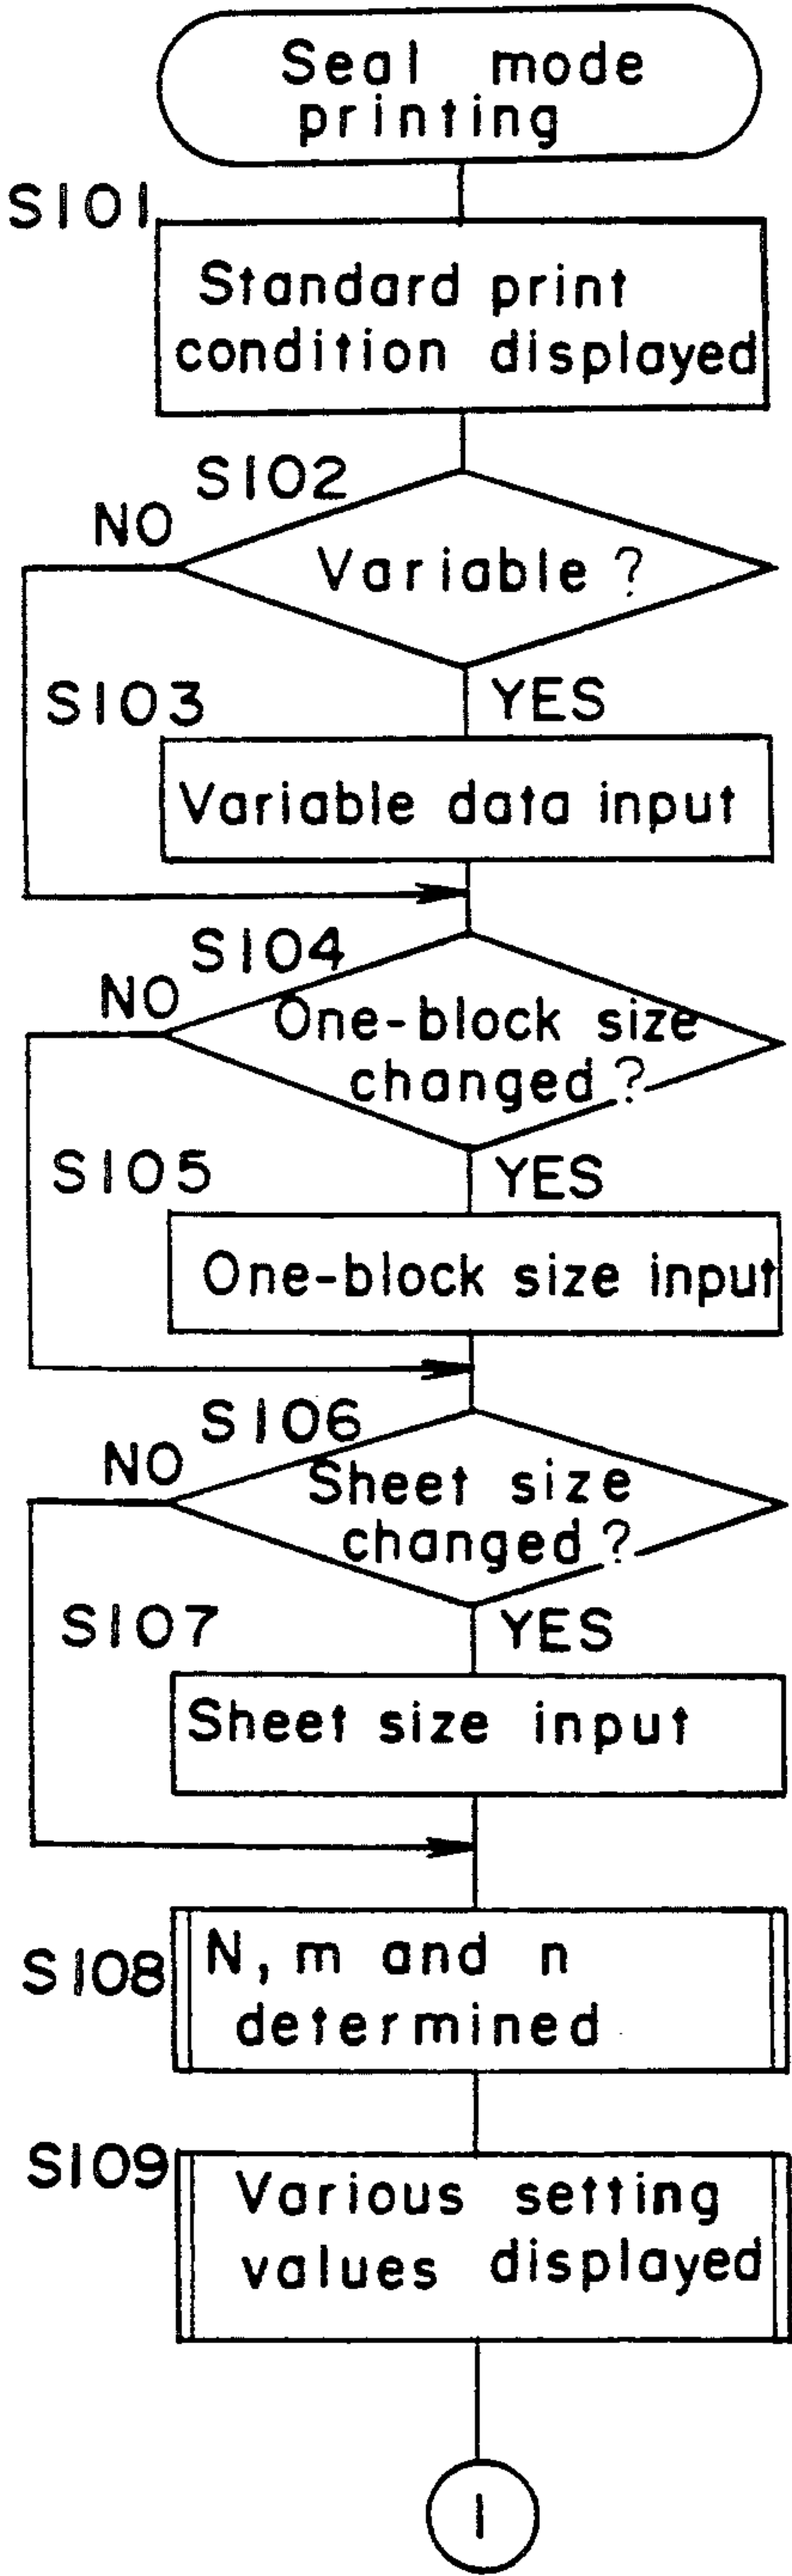 Seal mode
printing
S101
Standard print
condition displayed
S102
NO
Variable ?
S103
YES
Variable data input
S104
NO
One-block size
changed ?
S105
YES
One-block size input
S106
NO
Sheet size
changed ?
S107
YES
Sheet size input
S108
N, m and n
determined
S109
Various setting
values displayed
1